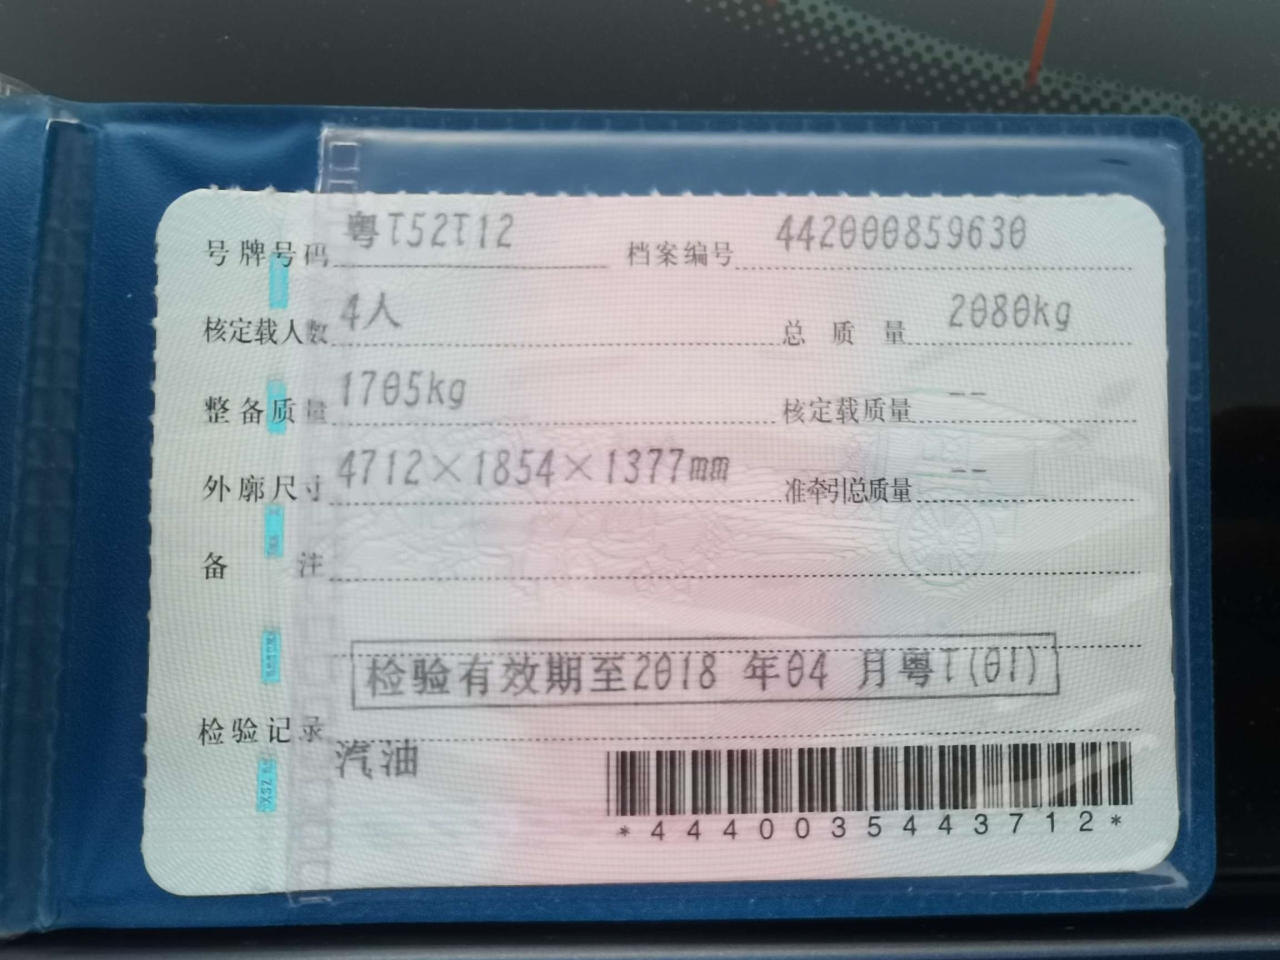 号牌号码 粤T52T12 档案编号 442000859630
核定载人数 4人 总质量 2080kg
整备质量 1705kg 核定载质量 --
外廓尺寸 4712×1854×1377mm 准牵引总质量 --
备注
检验有效期至2018 年04 月粤T(01)
检验记录
汽油
*4440035443712*